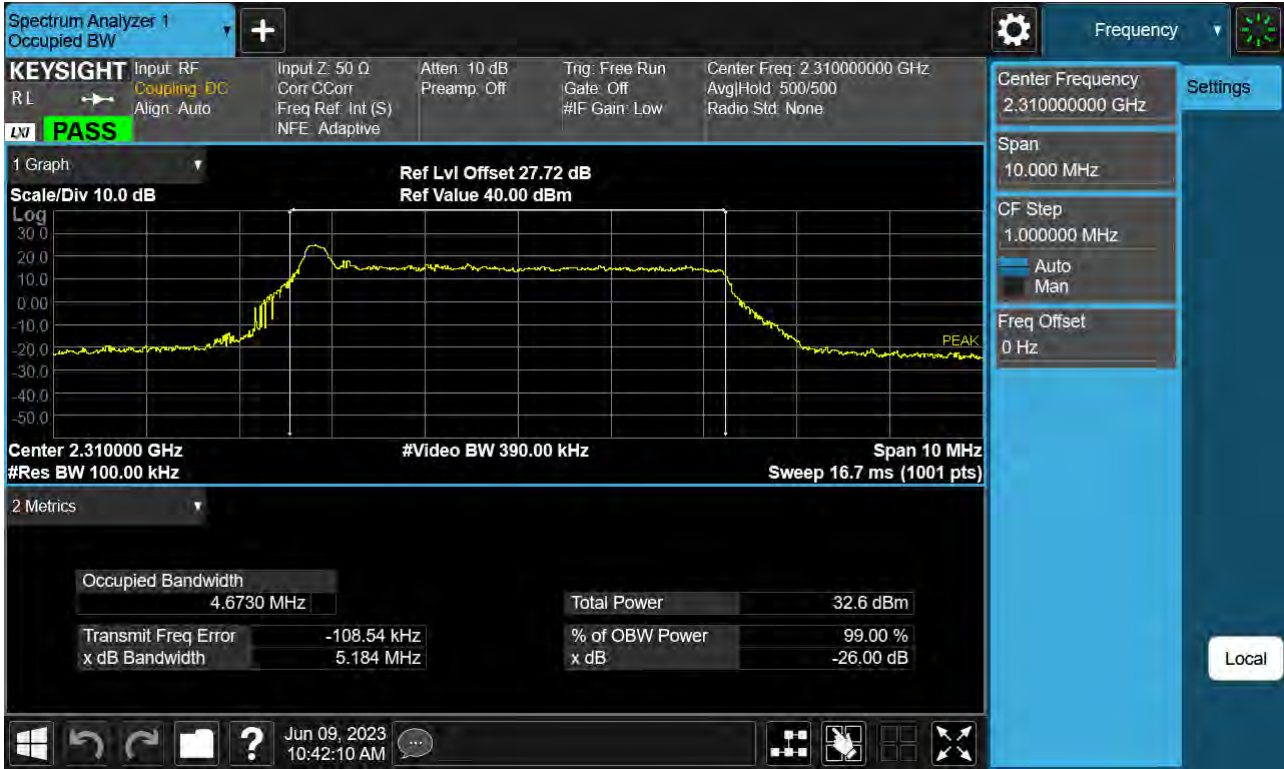 Spectrum Analyzer 1
Occupied BW
+
Frequency
KEYSIGHT
RL
LXI
PASS
Input: RF
Coupling: DC
Align: Auto
Input Z: 50 Ω
Corr CCorr
Freq Ref: Int (S)
NFE: Adaptive
Atten: 10 dB
Preamp: Off
Trig: Free Run
Gate: Off
#IF Gain: Low
Center Freq: 2.310000000 GHz
Avg|Hold: 500/500
Radio Std: None
Center Frequency
2.310000000 GHz
Settings
Span
10.000 MHz
CF Step
1.000000 MHz
Auto
Man
Freq Offset
0 Hz
Local
1 Graph
Scale/Div 10.0 dB
Ref Lvl Offset 27.72 dB
Ref Value 40.00 dBm
Log
30.0
20.0
10.0
0.00
-10.0
-20.0
-30.0
-40.0
-50.0
PEAK
Center 2.310000 GHz
#Video BW 390.00 kHz
Span 10 MHz
#Res BW 100.00 kHz
Sweep 16.7 ms (1001 pts)
2 Metrics
Occupied Bandwidth
4.6730 MHz
Total Power 32.6 dBm
Transmit Freq Error -108.54 kHz
% of OBW Power 99.00 %
x dB Bandwidth 5.184 MHz
x dB -26.00 dB
?
Jun 09, 2023
10:42:10 AM